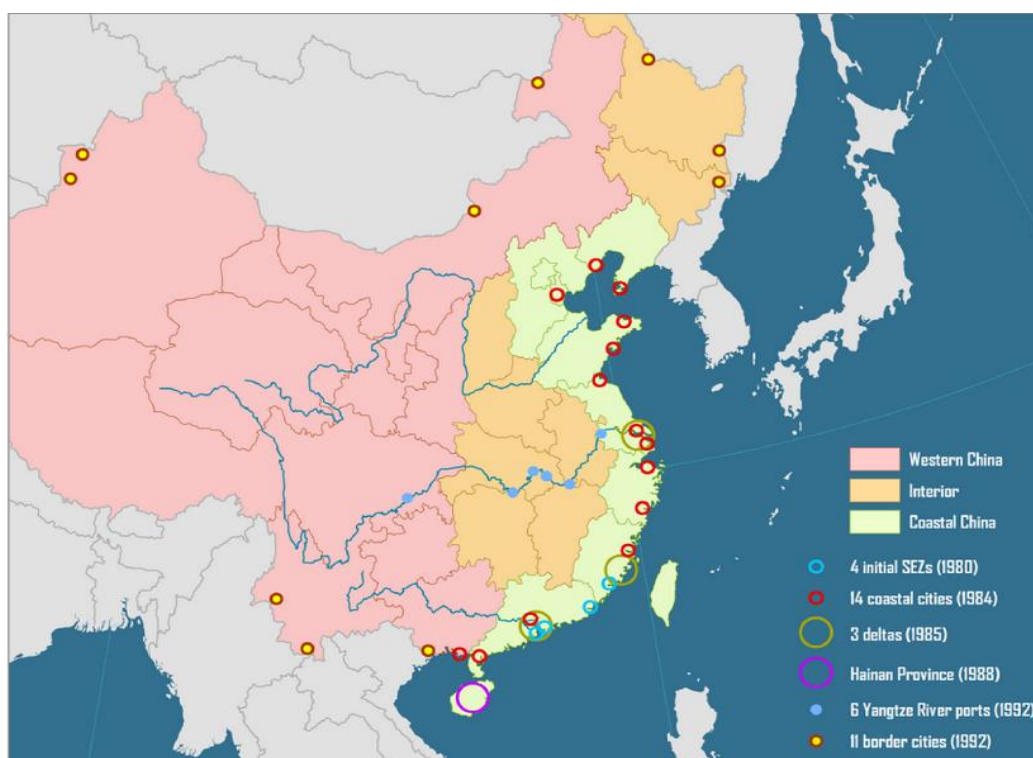 Western China
Interior
Coastal China
4 initial SEZs (1980)
14 coastal cities (1984)
3 deltas (1985)
Hainan Province (1988)
6 Yangtze River ports (1992)
11 border cities (1992)